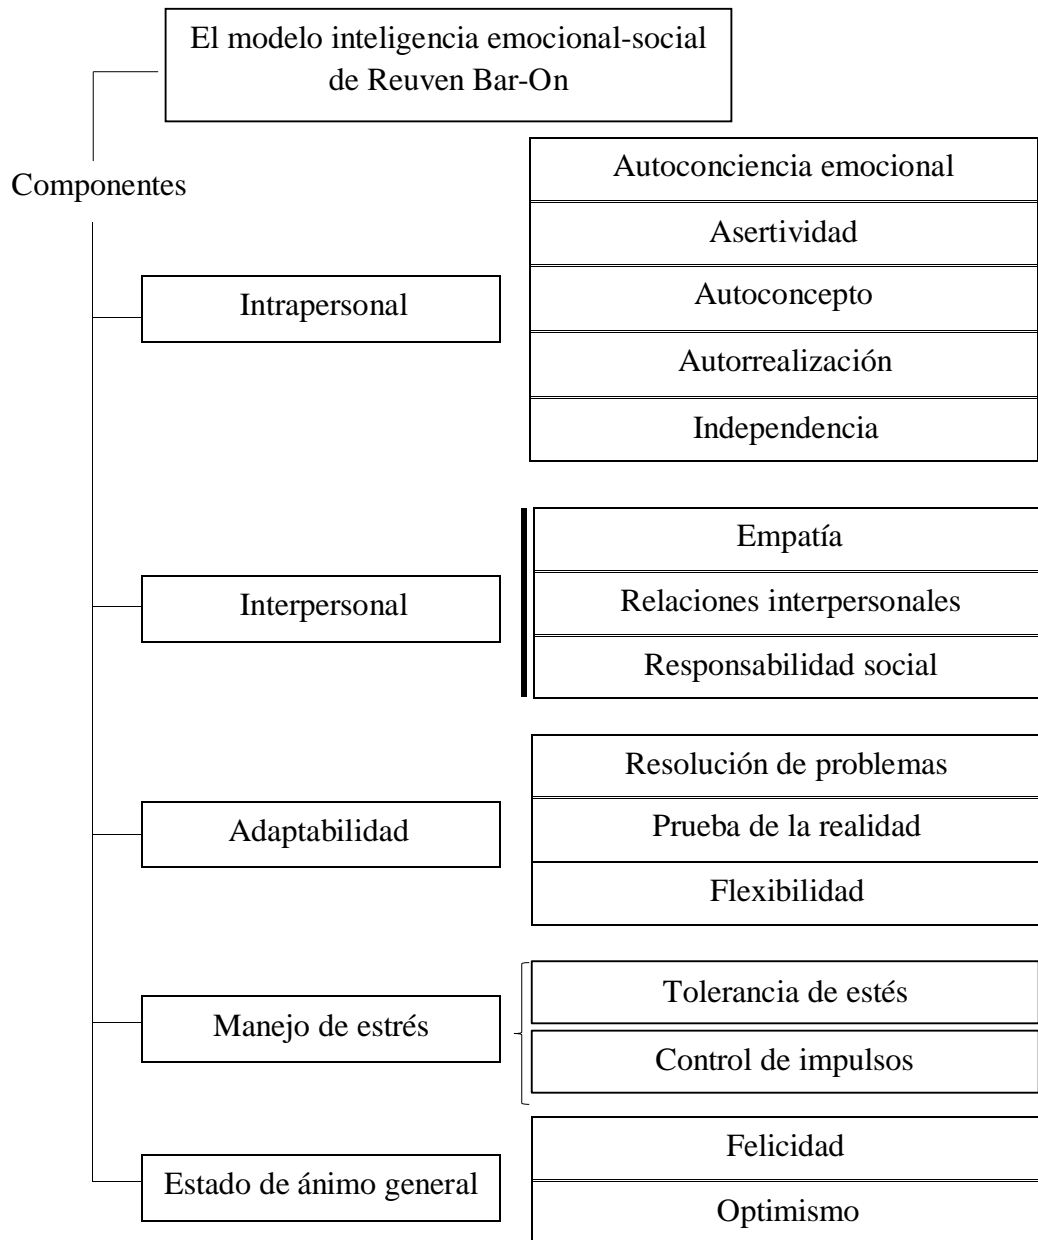 El modelo inteligencia emocional-social
de Reuven Bar-On
Componentes
Intrapersonal
Autoconciencia emocional
Asertividad
Autoconcepto
Autorrealización
Independencia
Interpersonal
Empatía
Relaciones interpersonales
Responsabilidad social
Adaptabilidad
Resolución de problemas
Prueba de la realidad
Flexibilidad
Manejo de estrés
Tolerancia de estés
Control de impulsos
Estado de ánimo general
Felicidad
Optimismo